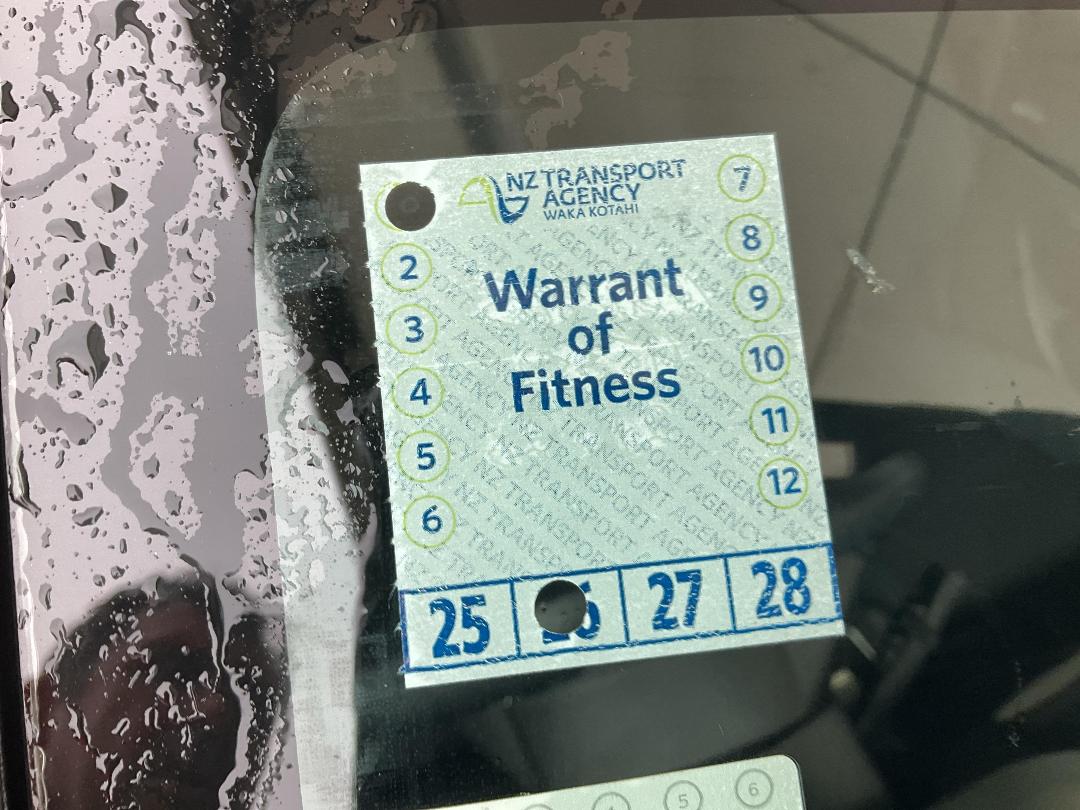 NZ TRANSPORT
AGENCY
WAKA KOTAHI
Warrant
of
Fitness
2
3
4
5
6
7
8
9
10
11
12
25 26 27 28
5 6